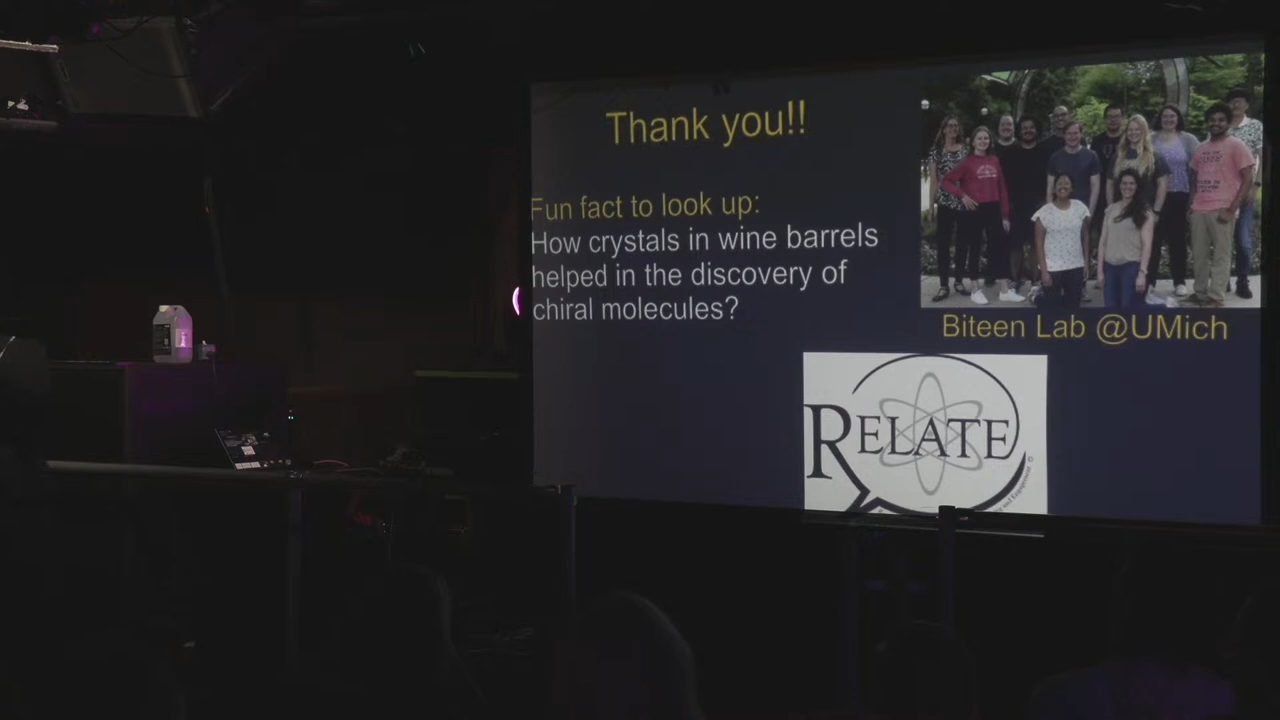 Thank you!!
Fun fact to look up:
How crystals in wine barrels
helped in the discovery of
chiral molecules?
Biteen Lab @UMich
RELATE